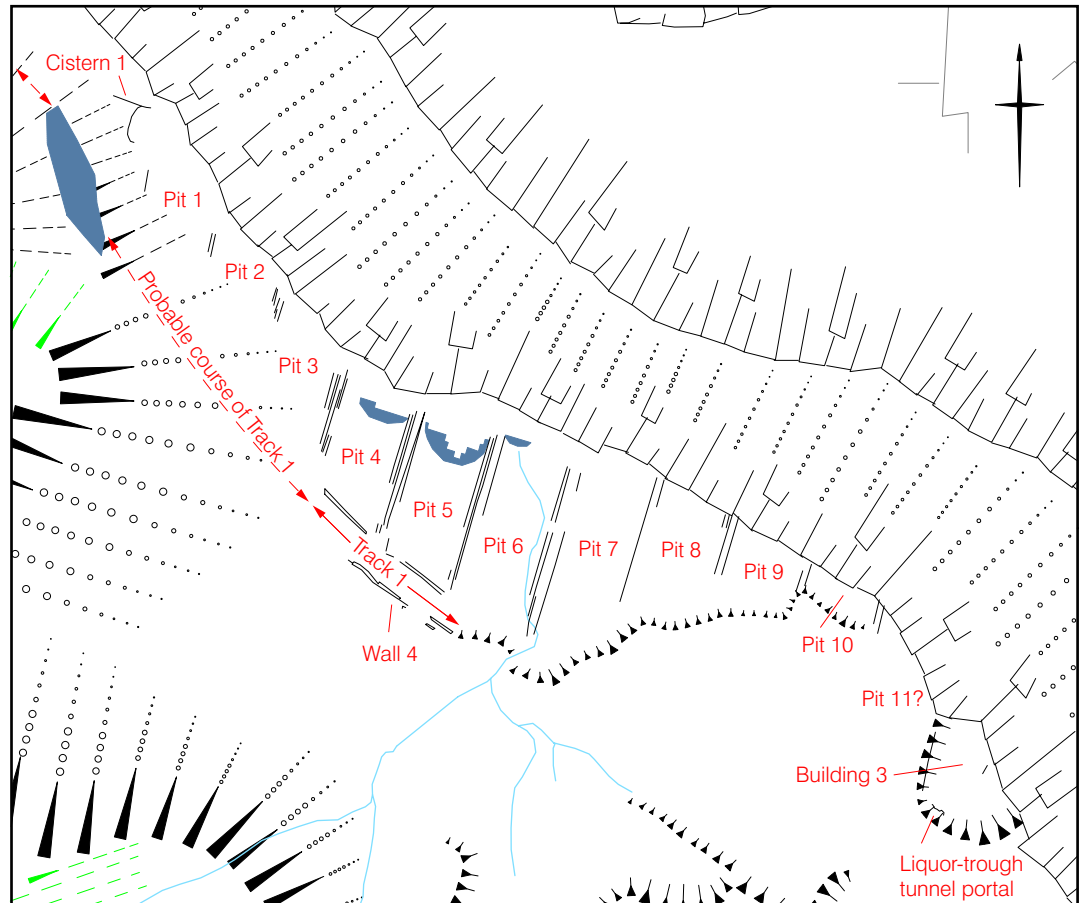 Cistern 1
Pit 1
Pit 2
Probable course of Track 1
Pit 3
Pit 4
Pit 5
Pit 6
Pit 7
Pit 8
Pit 9
Track 1
Wall 4
Pit 10
Pit 11?
Building 3
Liquor-trough
tunnel portal